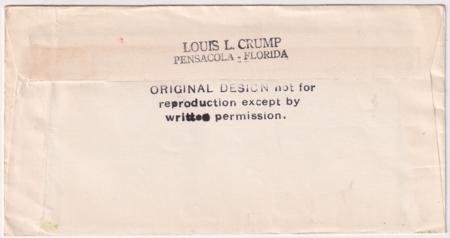 LOUIS L. CRUMP
PENSACOLA - FLORIDA
ORIGINAL DESIGN not for
reproduction except by
written permission.